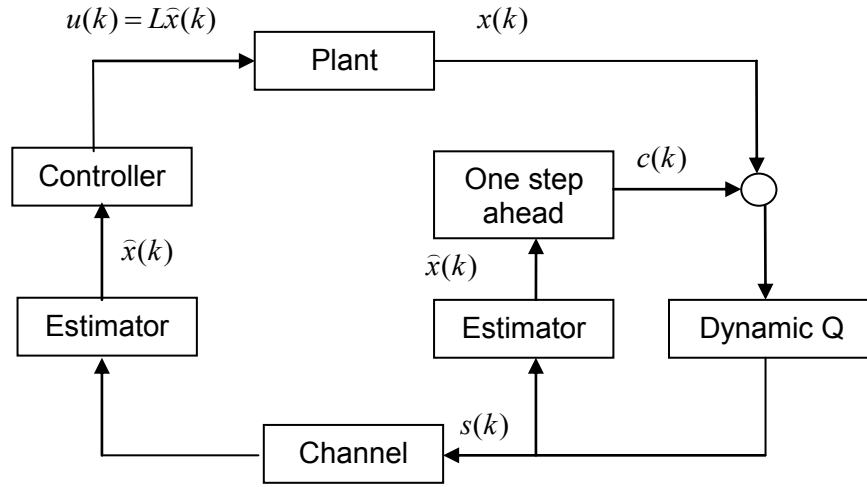 u(k) = Lx̂(k)
x(k)
Plant
Controller
One step
ahead
c(k)
x̂(k)
x̂(k)
Estimator
Estimator
Dynamic Q
s(k)
Channel